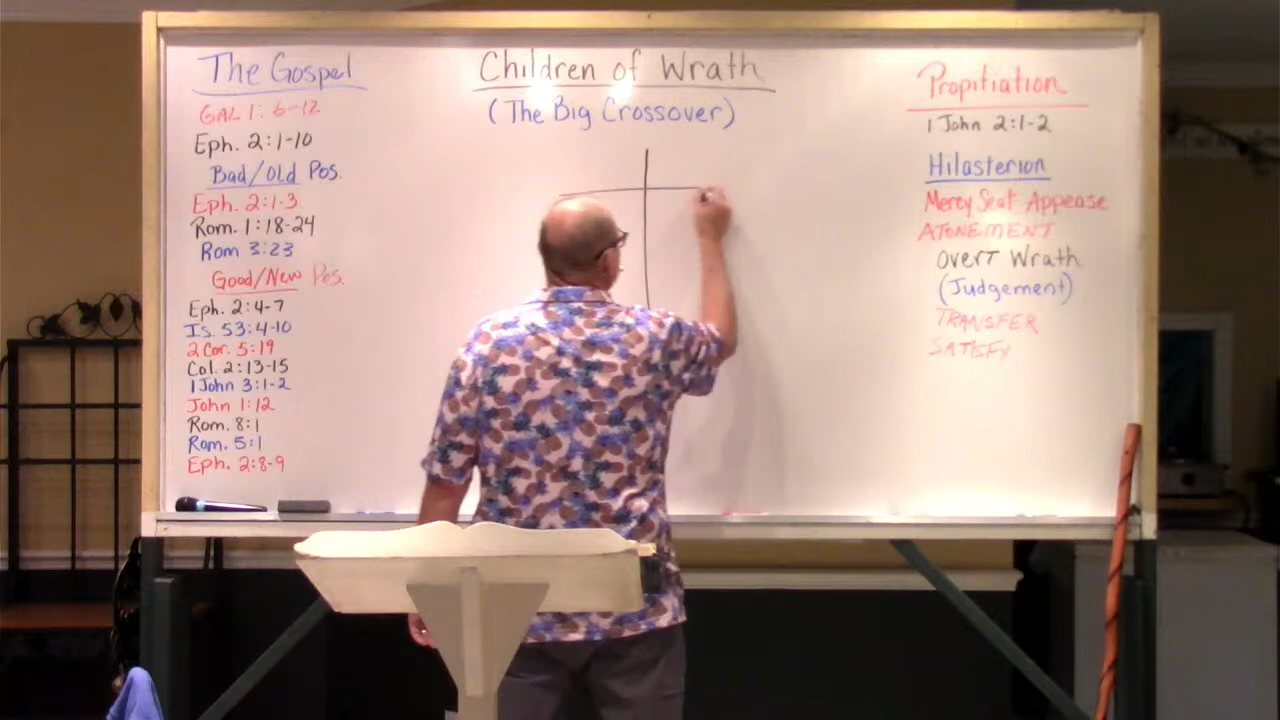 The Gospel
GAL 1: 6-12
Eph. 2:1-10
Bad/Old Pos.
Eph. 2:1-3
Rom. 1:18-24
Rom 3:23
Good/New Pos.
Eph. 2:4-7
Is. 53:4-10
2 Cor. 5:19
Col. 2:13-15
1 John 3:1-2
John 1:12
Rom. 8:1
Rom. 5:1
Eph. 2:8-9
Children of Wrath
(The Big Crossover)
Propitiation
1 John 2:1-2
Hilasterion
Mercy Seat Appease
ATONEMENT
OverT Wrath
(Judgement)
TRANSFER
SATISFY